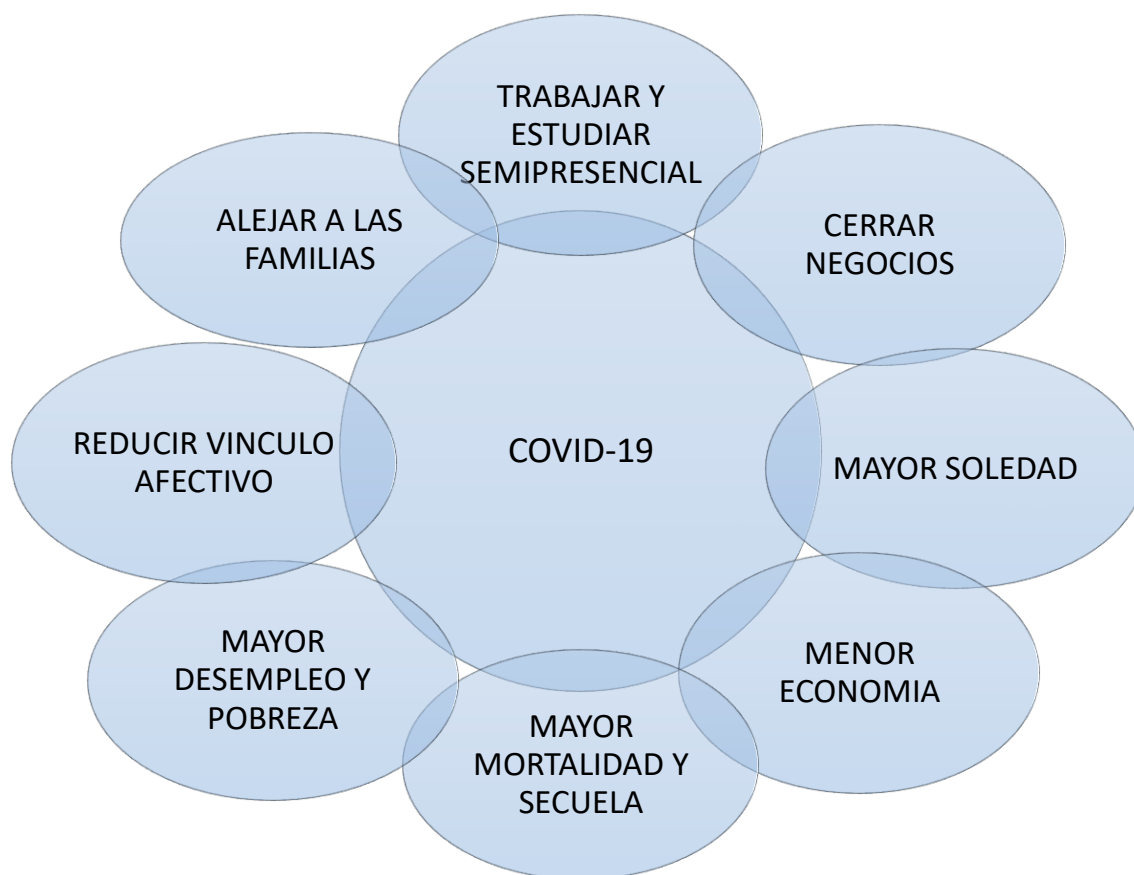 TRABAJAR Y
ESTUDIAR
SEMIPRESENCIAL
CERRAR
NEGOCIOS
MAYOR SOLEDAD
MENOR
ECONOMIA
MAYOR
MORTALIDAD Y
SECUELA
MAYOR
DESEMPLEO Y
POBREZA
REDUCIR VINCULO
AFECTIVO
ALEJAR A LAS
FAMILIAS
COVID-19